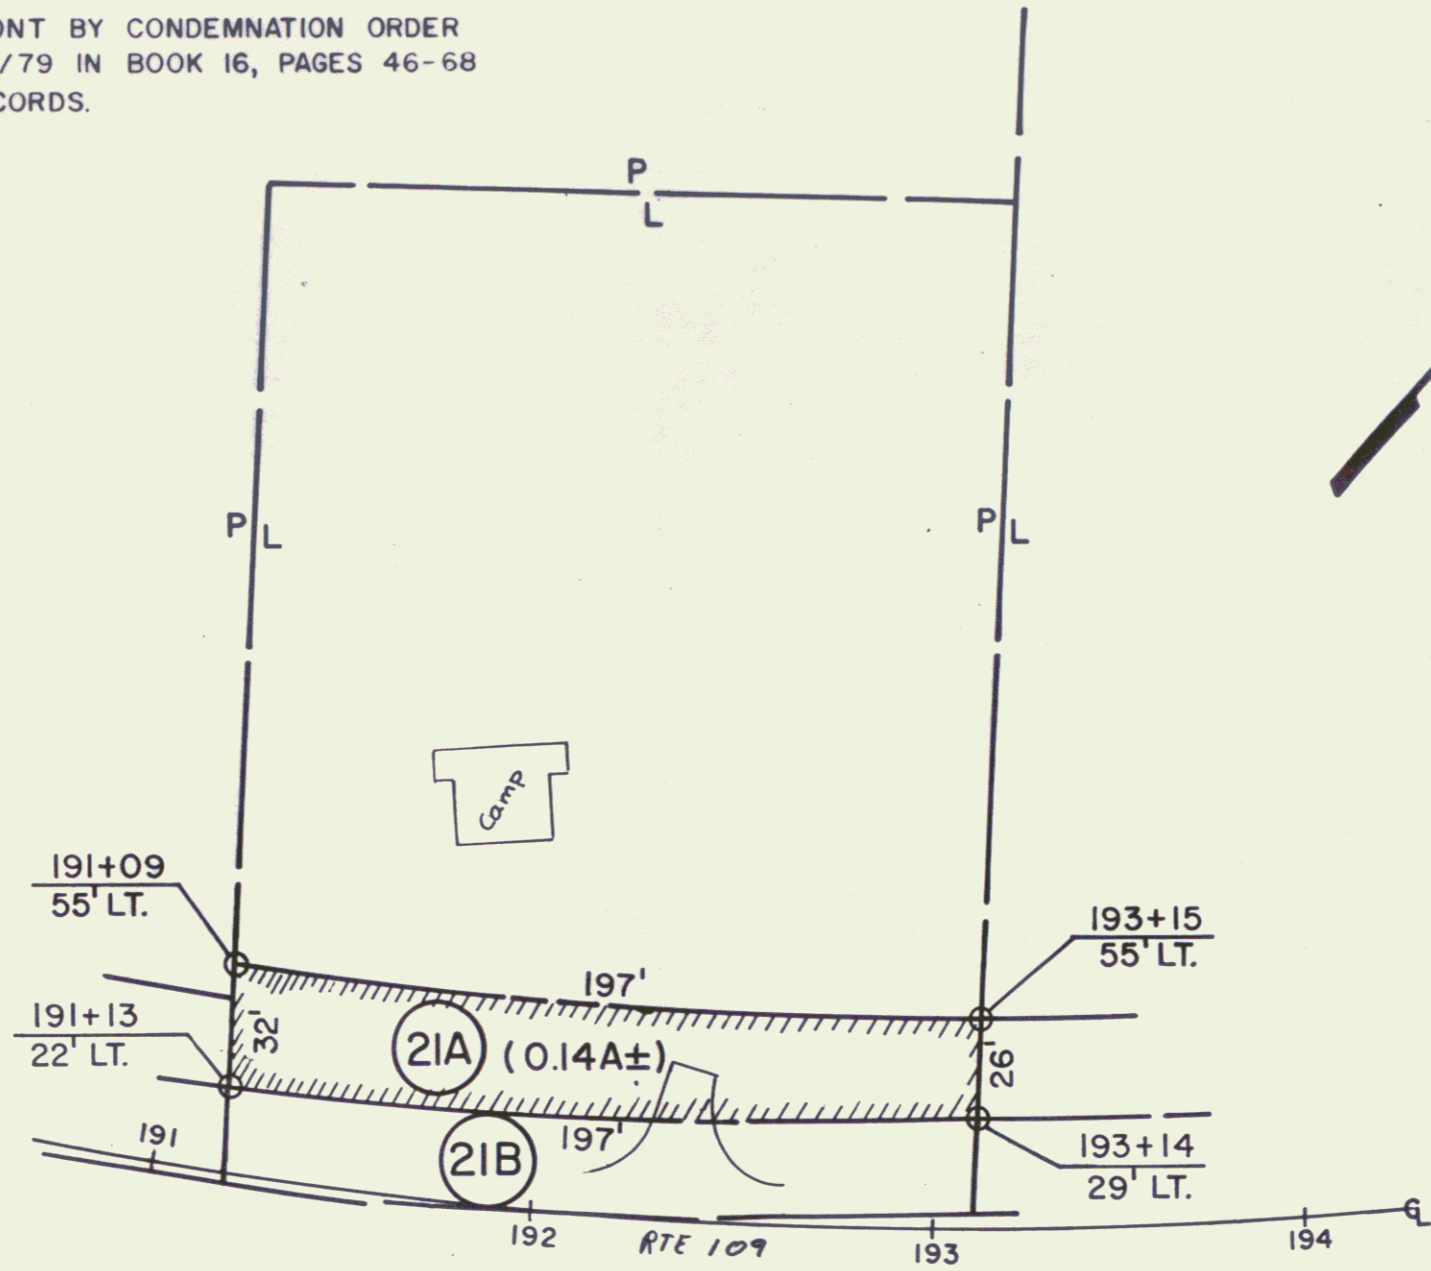 ONT BY CONDEMNATION ORDER
/79 IN BOOK 16, PAGES 46-68
CORDS.
P
L
P L
P L
Camp
191+09
55' LT.
193+15
55' LT.
197'
191+13
22' LT.
32'
21A (0.14A±)
26'
191
21B
197'
193+14
29' LT.
192
RTE 109
193
194
℄